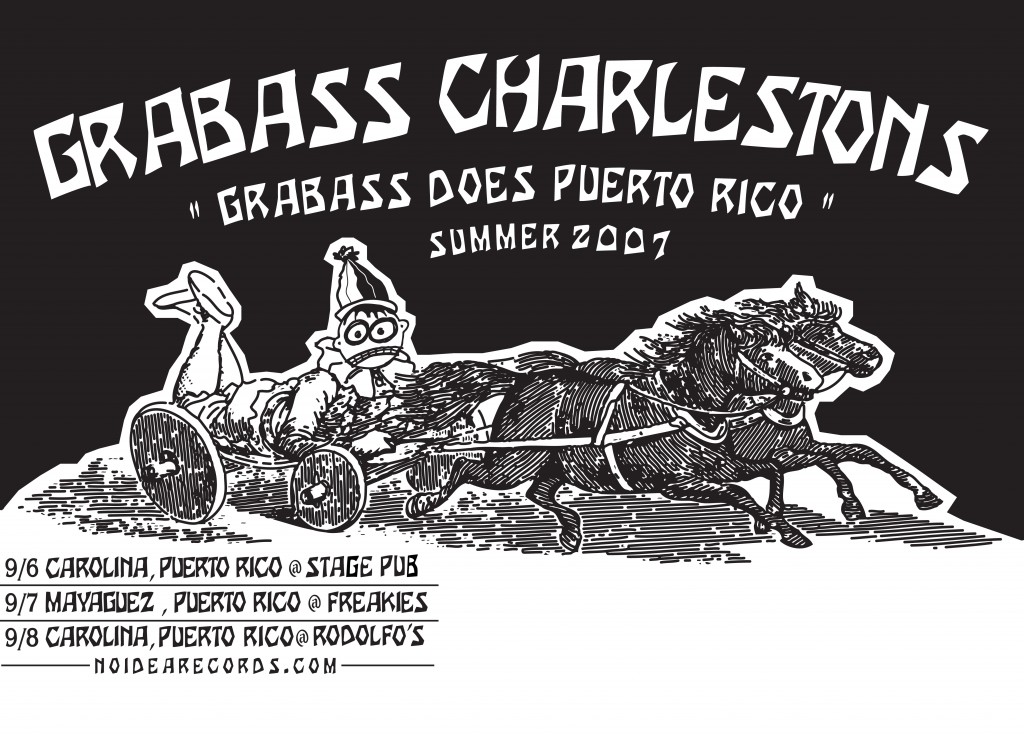 GRABASS CHARLESTONS
" GRABASS DOES PUERTO RICO "
SUMMER 2007
9/6 CAROLINA, PUERTO RICO @ STAGE PUB
9/7 MAYAGUEZ , PUERTO RICO @ FREAKIES
9/8 CAROLINA, PUERTO RICO@ RODOLFO'S
NOIDEARECORDS.COM